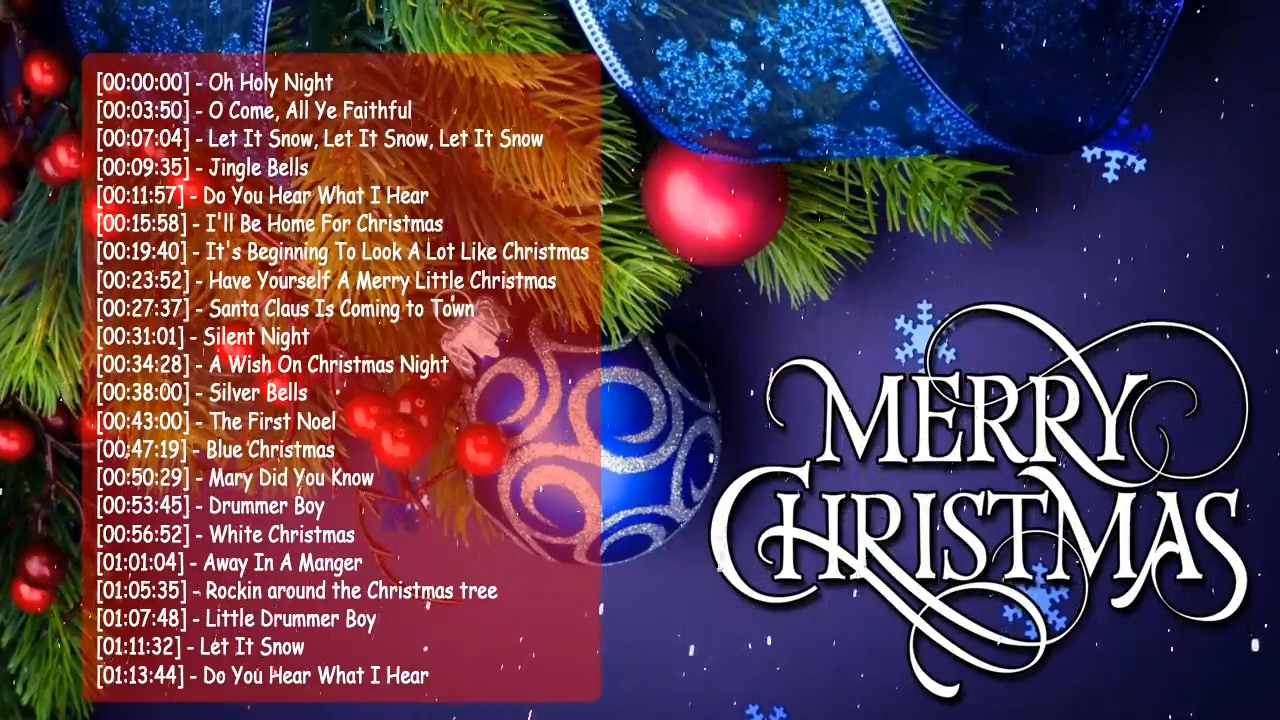 [00:00:00] - Oh Holy Night
[00:03:50] - O Come, All Ye Faithful
[00:07:04] - Let It Snow, Let It Snow, Let It Snow
[00:09:35] - Jingle Bells
[00:11:57] - Do You Hear What I Hear
[00:15:58] - I'll Be Home For Christmas
[00:19:40] - It's Beginning To Look A Lot Like Christmas
[00:23:52] - Have Yourself A Merry Little Christmas
[00:27:37] - Santa Claus Is Coming to Town
[00:31:01] - Silent Night
[00:34:28] - A Wish On Christmas Night
[00:38:00] - Silver Bells
[00:43:00] - The First Noel
[00:47:19] - Blue Christmas
[00:50:29] - Mary Did You Know
[00:53:45] - Drummer Boy
[00:56:52] - White Christmas
[01:01:04] - Away In A Manger
[01:05:35] - Rockin around the Christmas tree
[01:07:48] - Little Drummer Boy
[01:11:32] - Let It Snow
[01:13:44] - Do You Hear What I Hear
MERRY
CHRISTMAS